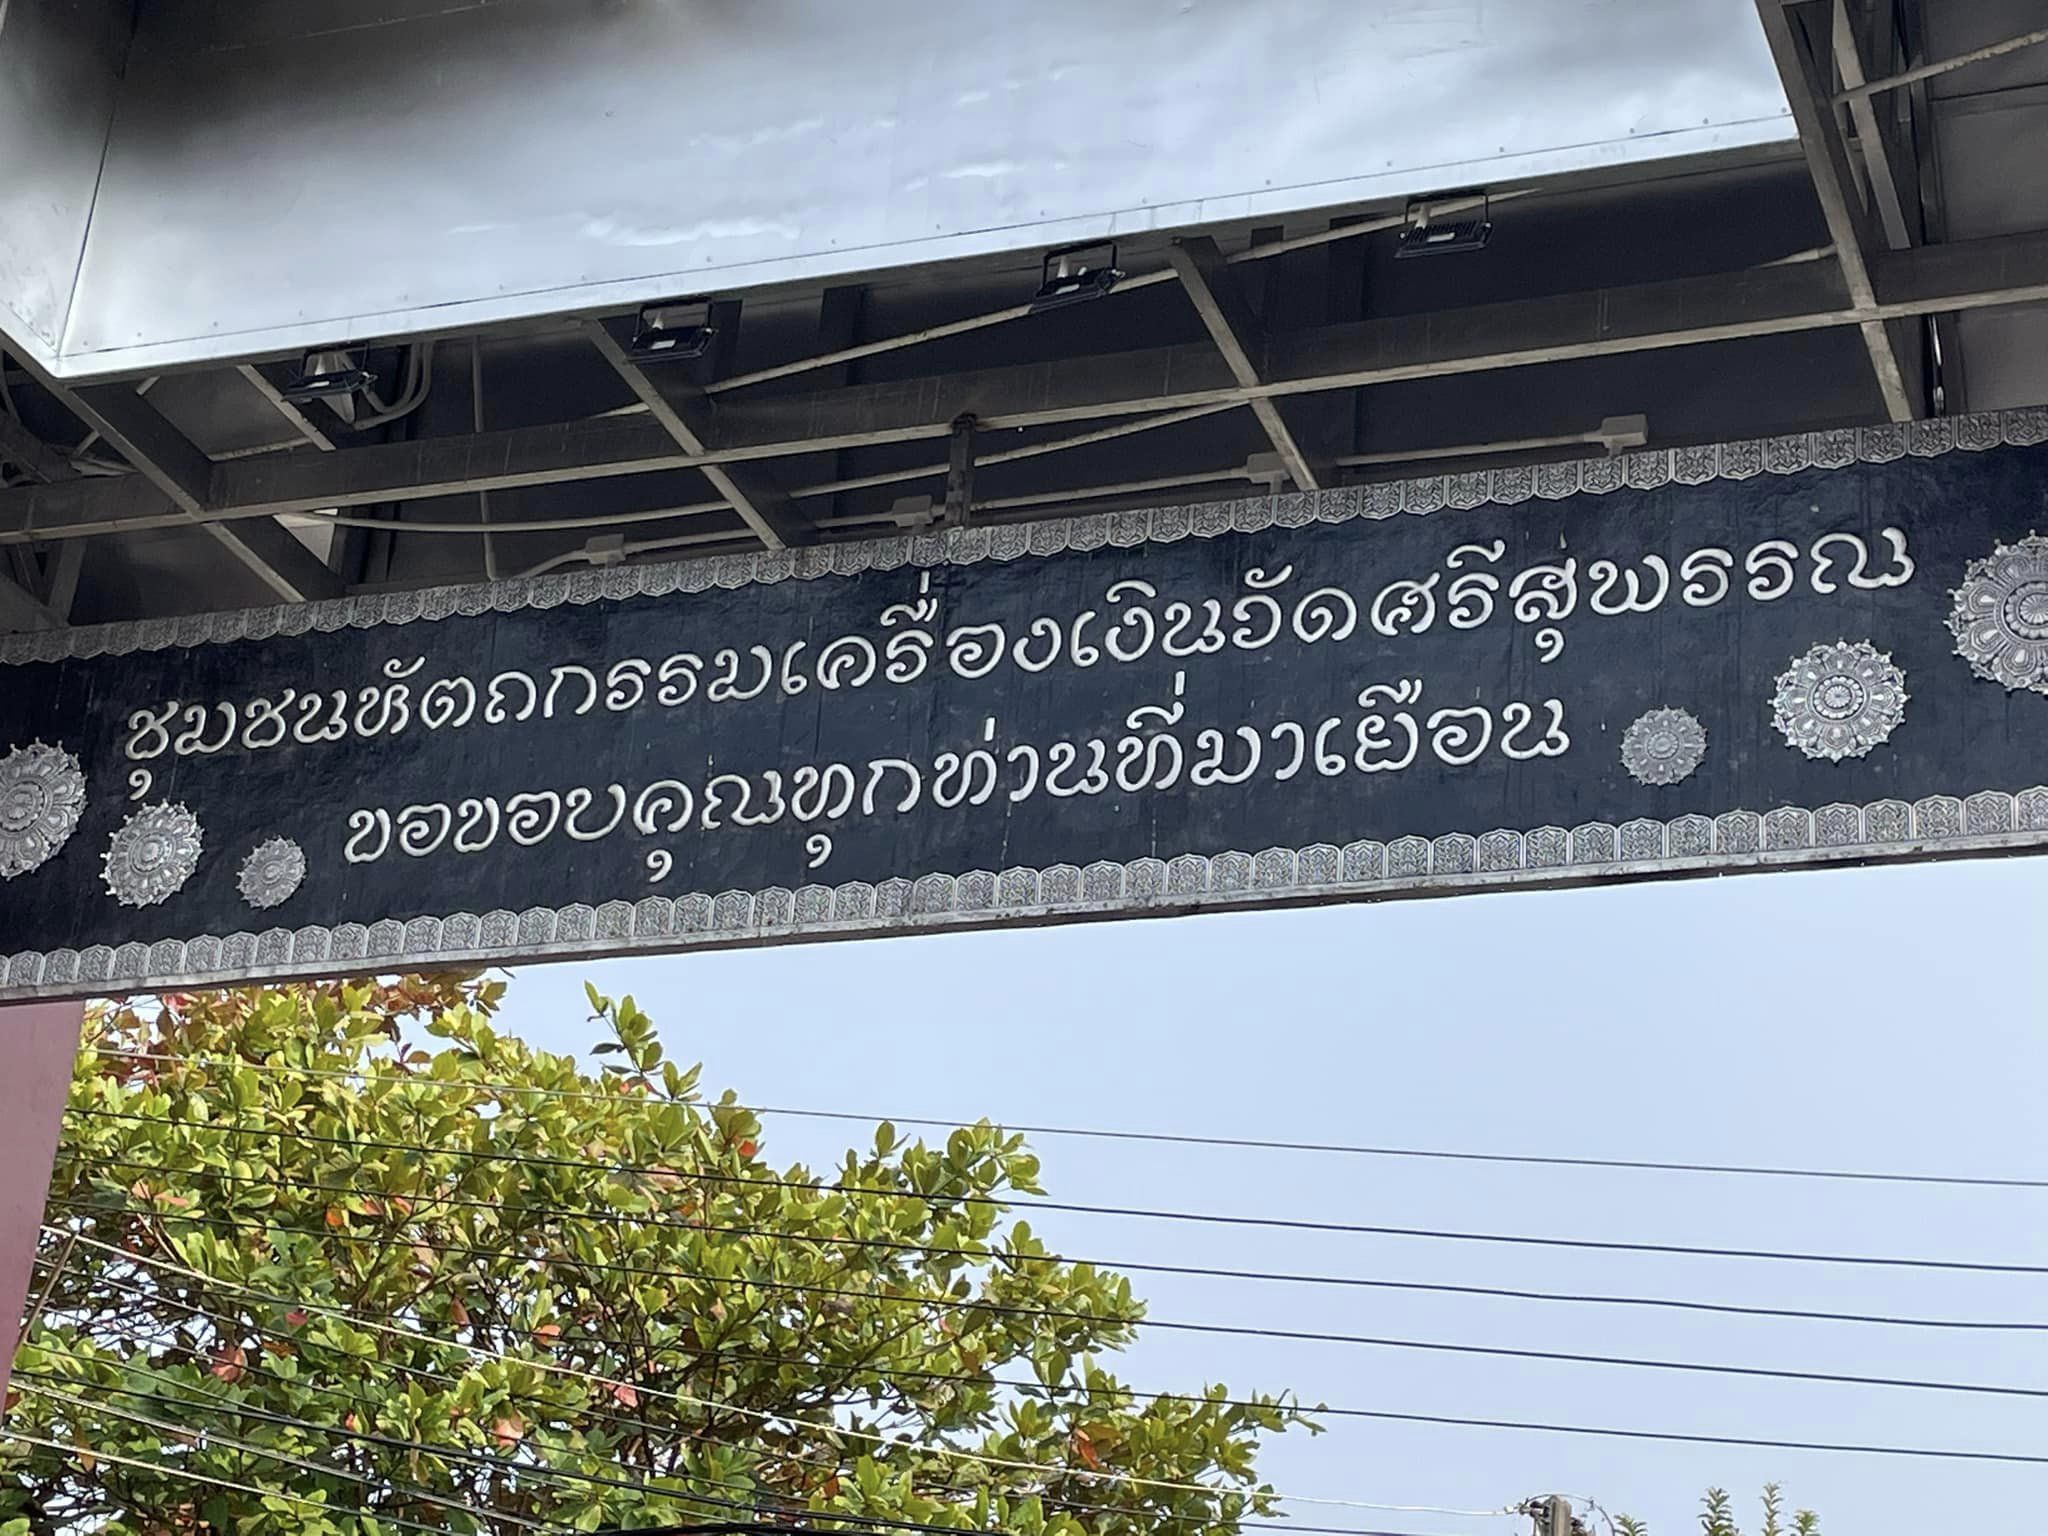 ชุมชนหัตถกรรมเครื่องเงินวัดศรีสุพรรณ
ขอขอบคุณทุกท่านที่มาเยือน